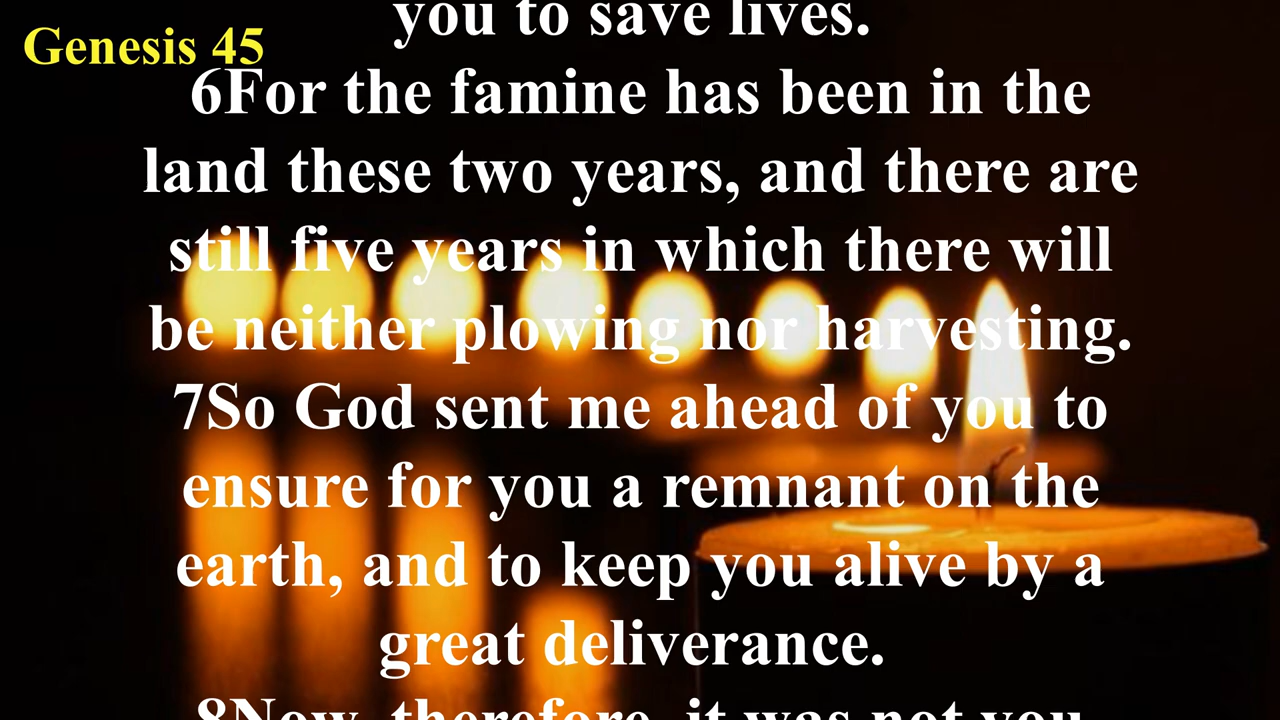 Genesis 45
you to save lives.
6For the famine has been in the
land these two years, and there are
still five years in which there will
be neither plowing nor harvesting.
7So God sent me ahead of you to
ensure for you a remnant on the
earth, and to keep you alive by a
great deliverance.
8Now, therefore, it was not you